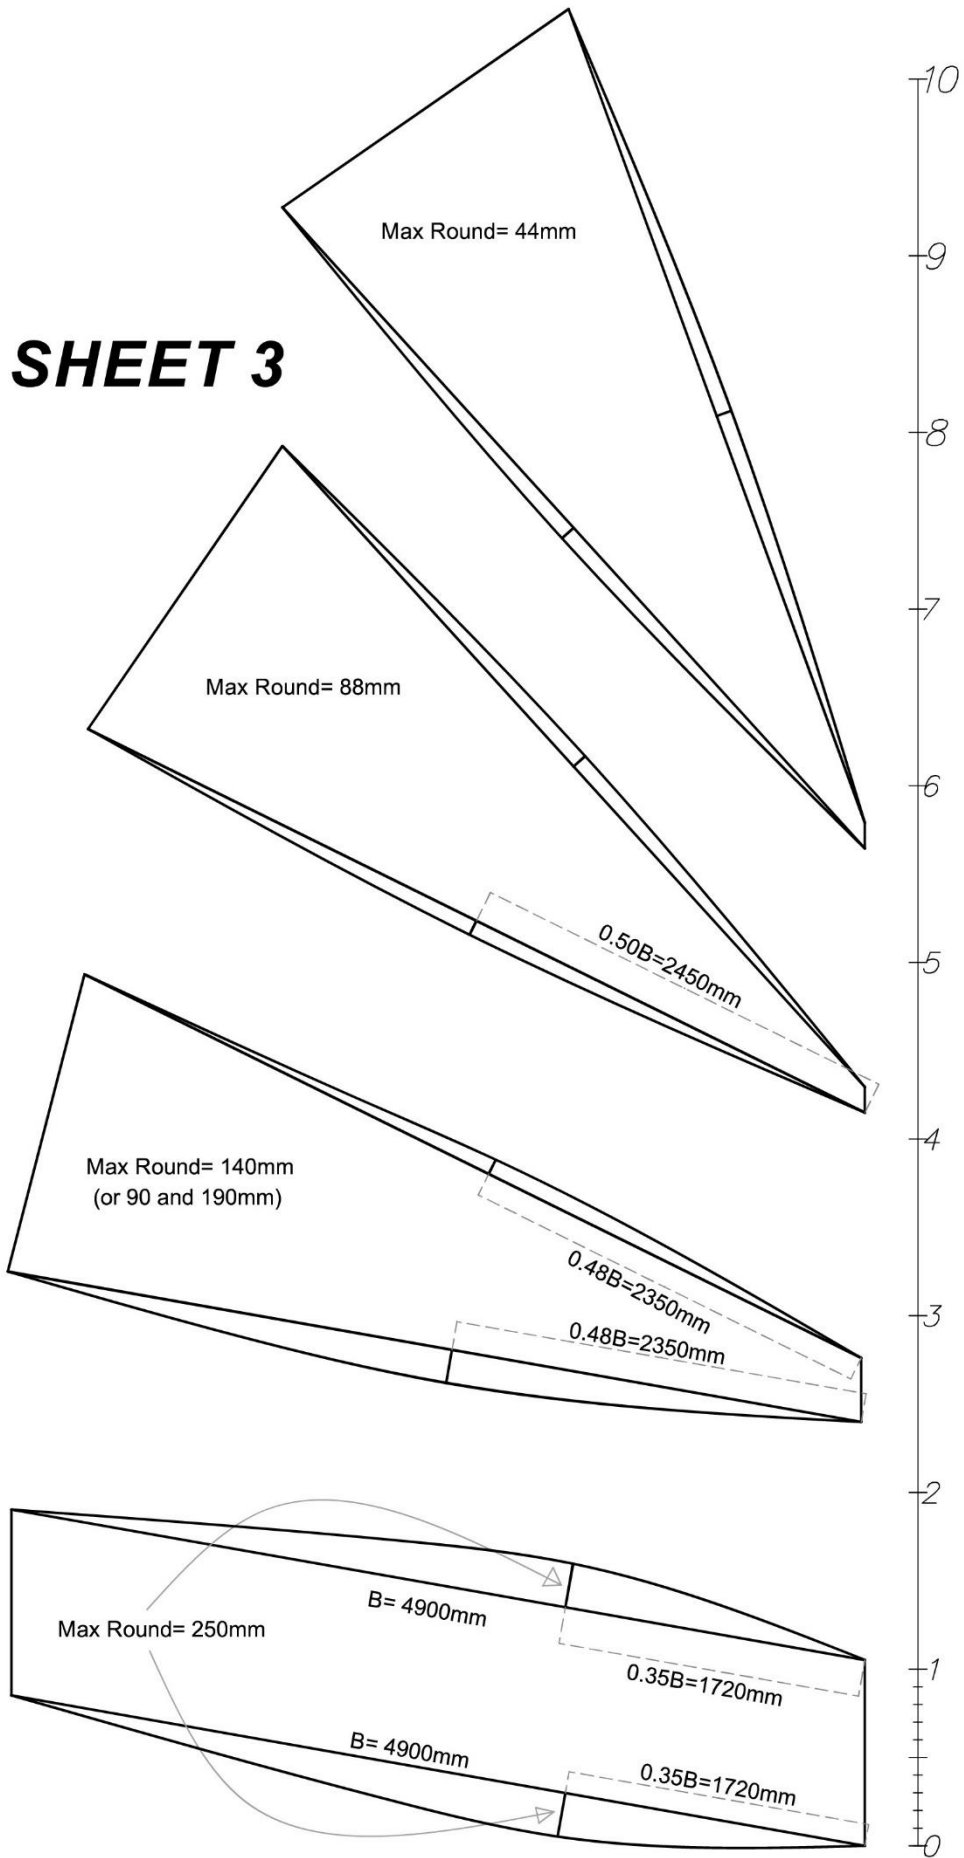 10
Max Round= 44mm
9
SHEET 3
8
7
Max Round= 88mm
6
0.50B=2450mm
5
4
Max Round= 140mm
(or 90 and 190mm)
0.48B=2350mm
3
0.48B=2350mm
2
B= 4900mm
Max Round= 250mm
1
0.35B=1720mm
B= 4900mm
0.35B=1720mm
0